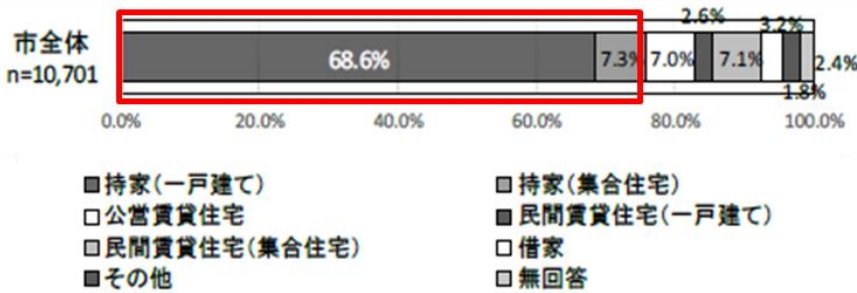 2.6%
3.2%
市全体
n=10,701
68.6%
7.3%
7.0%
7.1%
2.4%
1.8%
0.0%
20.0%
40.0%
60.0%
80.0%
100.0%
■持家(一戸建て)
■持家(集合住宅)
□公営賃貸住宅
■民間賃貸住宅(一戸建て)
■民間賃貸住宅(集合住宅)
□借家
■その他
■無回答